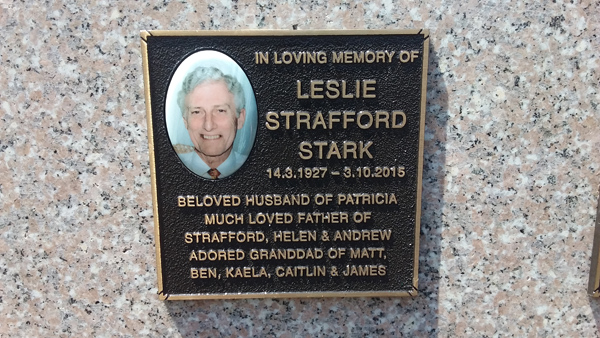 IN LOVING MEMORY OF
LESLIE
STRAFFORD
STARK
14.3.1927 – 3.10.2015
BELOVED HUSBAND OF PATRICIA
MUCH LOVED FATHER OF
STRAFFORD, HELEN & ANDREW
ADORED GRANDDAD OF MATT,
BEN, KAELA, CAITLIN & JAMES